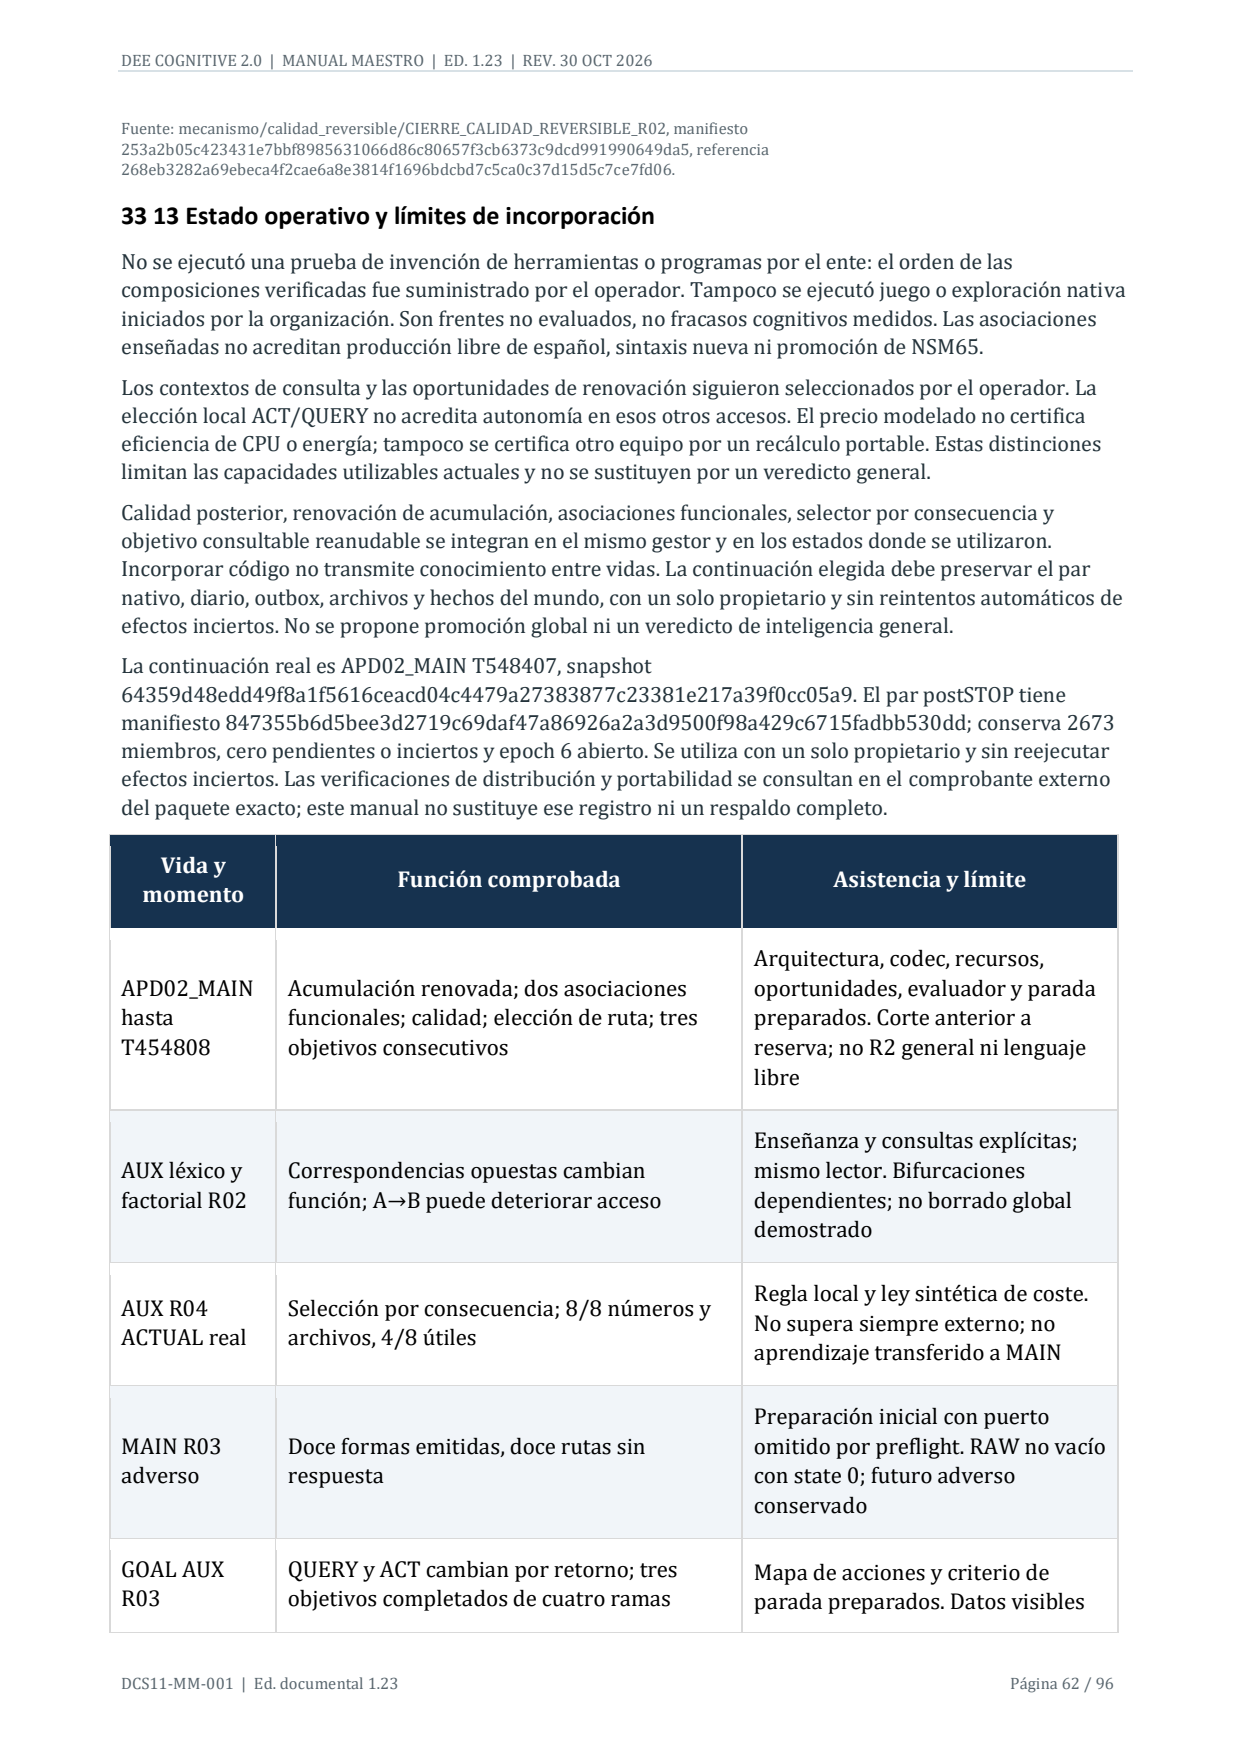 DEE COGNITIVE 2.0 | MANUAL MAESTRO | ED. 1.23 | REV. 30 OCT 2026
Fuente: mecanismo/calidad_reversible/CIERRE_CALIDAD_REVERSIBLE_R02, manifiesto
253a2b05c423431e7bbf8985631066d86c80657f3cb6373c9dcd991990649da5, referencia
268eb3282a69ebeca4f2cae6a8e3814f1696bdcbd7c5ca0c37d15d5c7ce7fd06.
33 13 Estado operativo y límites de incorporación
No se ejecutó una prueba de invención de herramientas o programas por el ente: el orden de las
composiciones verificadas fue suministrado por el operador. Tampoco se ejecutó juego o exploración nativa
iniciados por la organización. Son frentes no evaluados, no fracasos cognitivos medidos. Las asociaciones
enseñadas no acreditan producción libre de español, sintaxis nueva ni promoción de NSM65.
Los contextos de consulta y las oportunidades de renovación siguieron seleccionados por el operador. La
elección local ACT/QUERY no acredita autonomía en esos otros accesos. El precio modelado no certifica
eficiencia de CPU o energía; tampoco se certifica otro equipo por un recálculo portable. Estas distinciones
limitan las capacidades utilizables actuales y no se sustituyen por un veredicto general.
Calidad posterior, renovación de acumulación, asociaciones funcionales, selector por consecuencia y
objetivo consultable reanudable se integran en el mismo gestor y en los estados donde se utilizaron.
Incorporar código no transmite conocimiento entre vidas. La continuación elegida debe preservar el par
nativo, diario, outbox, archivos y hechos del mundo, con un solo propietario y sin reintentos automáticos de
efectos inciertos. No se propone promoción global ni un veredicto de inteligencia general.
La continuación real es APD02_MAIN T548407, snapshot
64359d48edd49f8a1f5616ceacd04c4479a27383877c23381e217a39f0cc05a9. El par postSTOP tiene
manifiesto 847355b6d5bee3d2719c69daf47a86926a2a3d9500f98a429c6715fadbb530dd; conserva 2673
miembros, cero pendientes o inciertos y epoch 6 abierto. Se utiliza con un solo propietario y sin reejecutar
efectos inciertos. Las verificaciones de distribución y portabilidad se consultan en el comprobante externo
del paquete exacto; este manual no sustituye ese registro ni un respaldo completo.
Vida y
momento
Función comprobada
Asistencia y límite
APD02_MAIN
hasta
T454808
Acumulación renovada; dos asociaciones
funcionales; calidad; elección de ruta; tres
objetivos consecutivos
Arquitectura, codec, recursos,
oportunidades, evaluador y parada
preparados. Corte anterior a
reserva; no R2 general ni lenguaje
libre
AUX léxico y
factorial R02
Correspondencias opuestas cambian
función; A→B puede deteriorar acceso
Enseñanza y consultas explícitas;
mismo lector. Bifurcaciones
dependientes; no borrado global
demostrado
AUX R04
ACTUAL real
Selección por consecuencia; 8/8 números y
archivos, 4/8 útiles
Regla local y ley sintética de coste.
No supera siempre externo; no
aprendizaje transferido a MAIN
MAIN R03
adverso
Doce formas emitidas, doce rutas sin
respuesta
Preparación inicial con puerto
omitido por preflight. RAW no vacío
con state 0; futuro adverso
conservado
GOAL AUX
R03
QUERY y ACT cambian por retorno; tres
objetivos completados de cuatro ramas
Mapa de acciones y criterio de
parada preparados. Datos visibles
DCS11-MM-001 | Ed. documental 1.23
Página 62 / 96